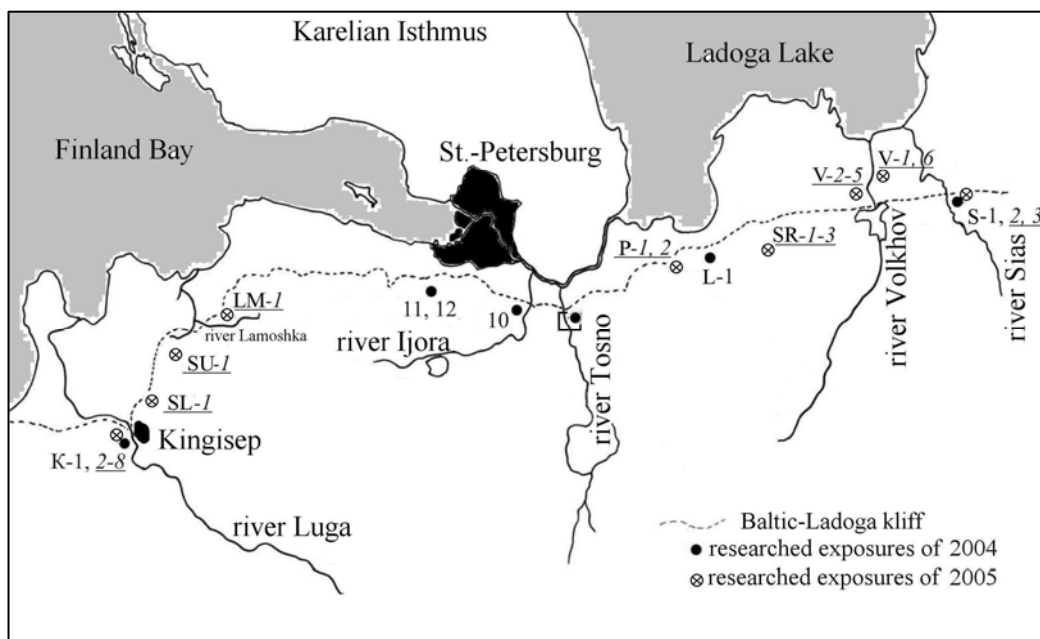 Karelian Isthmus
Ladoga Lake
Finland Bay
St.-Petersburg
V-1, 6
V-2-5
S-1, 2, 3
SR-1-3
P-1, 2
L-1
LM-1
11, 12
10
river Lamoshka
river Ijora
SU-1
river Tosno
river Volkhov
river Sias
SL-1
Kingisep
K-1, 2-8
river Luga
Baltic-Ladoga kliff
researched exposures of 2004
researched exposures of 2005